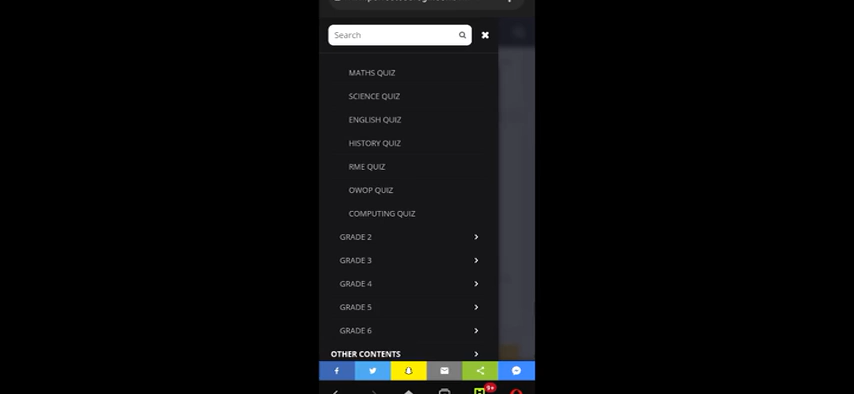 Search
MATHS QUIZ
SCIENCE QUIZ
ENGLISH QUIZ
HISTORY QUIZ
RME QUIZ
OWOP QUIZ
COMPUTING QUIZ
GRADE 2
GRADE 3
GRADE 4
GRADE 5
GRADE 6
OTHER CONTENTS
9+